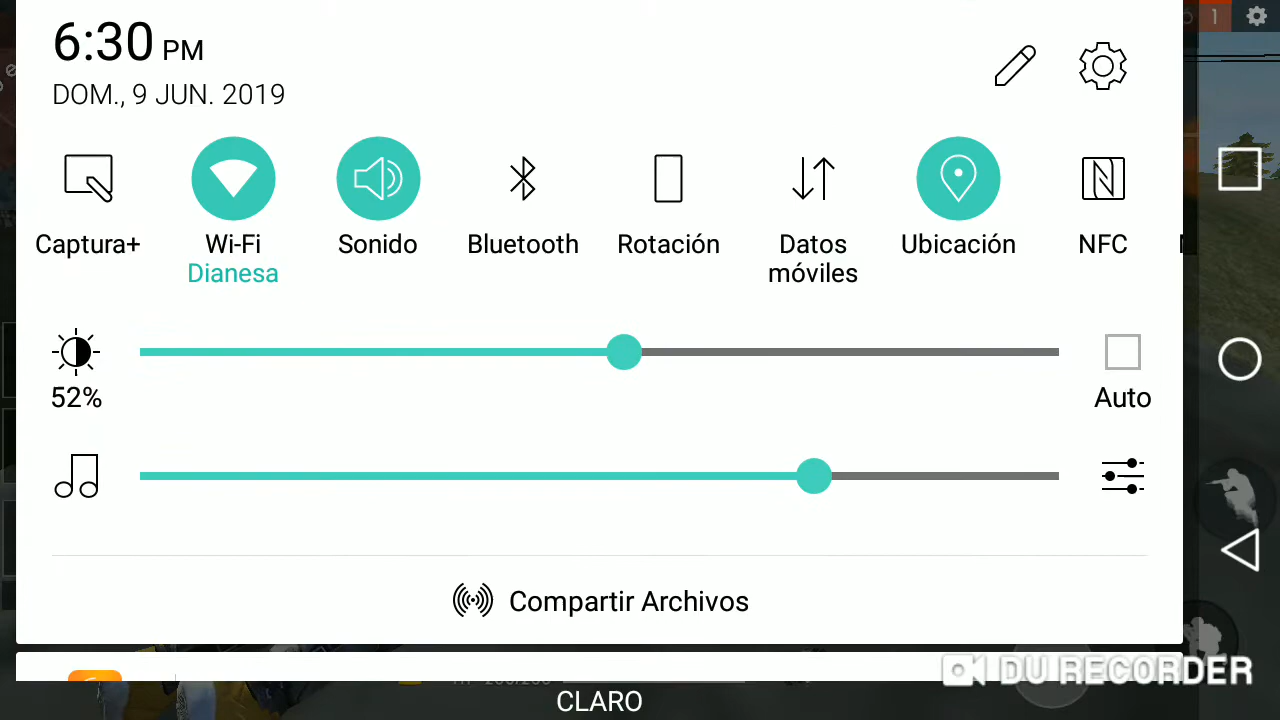 6:30 PM
DOM., 9 JUN. 2019
1
Captura+
Wi-Fi
Dianesa
Sonido
Bluetooth
Rotación
Datos
móviles
Ubicación
NFC
52%
Auto
Compartir Archivos
DU RECORDER
CLARO